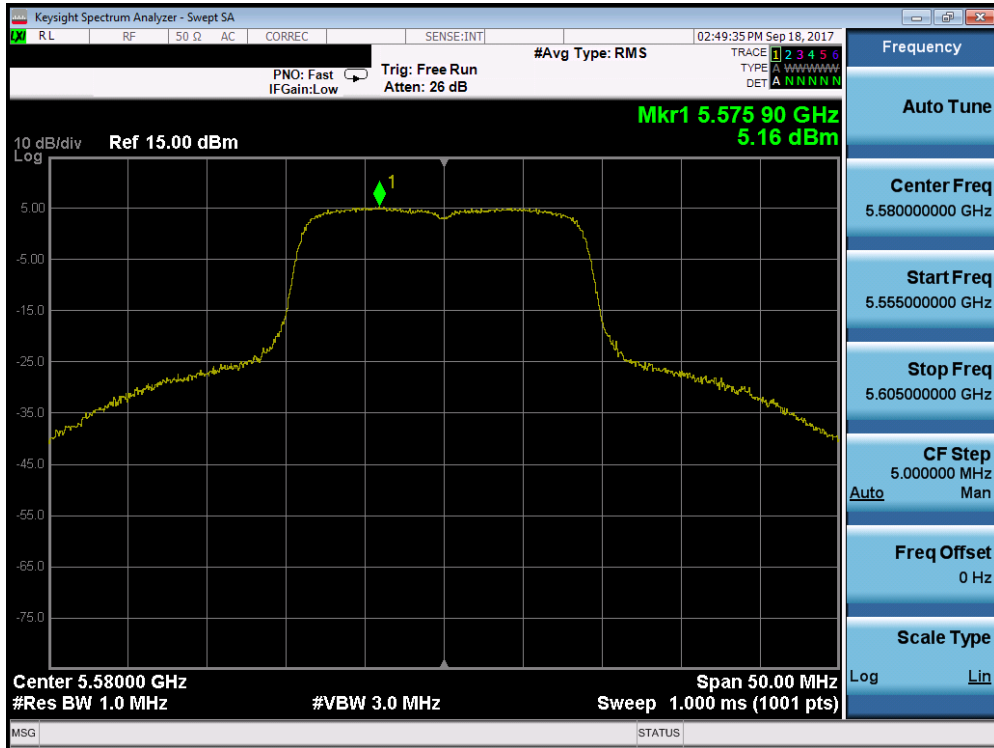 Keysight Spectrum Analyzer - Swept SA
LXI RL RF 50 Ω AC CORREC SENSE:INT 02:49:35 PM Sep 18, 2017
#Avg Type: RMS TRACE 1 2 3 4 5 6
PNO: Fast Trig: Free Run TYPE A WWWWW
IFGain:Low Atten: 26 dB DET A N N N N N
Mkr1 5.575 90 GHz
5.16 dBm
10 dB/div Ref 15.00 dBm
Log
1
5.00
-5.00
-15.0
-25.0
-35.0
-45.0
-55.0
-65.0
-75.0
Center 5.58000 GHz Span 50.00 MHz
#Res BW 1.0 MHz #VBW 3.0 MHz Sweep 1.000 ms (1001 pts)
MSG STATUS
Frequency
Auto Tune
Center Freq
5.580000000 GHz
Start Freq
5.555000000 GHz
Stop Freq
5.605000000 GHz
CF Step
5.000000 MHz
Auto Man
Freq Offset
0 Hz
Scale Type
Log Lin